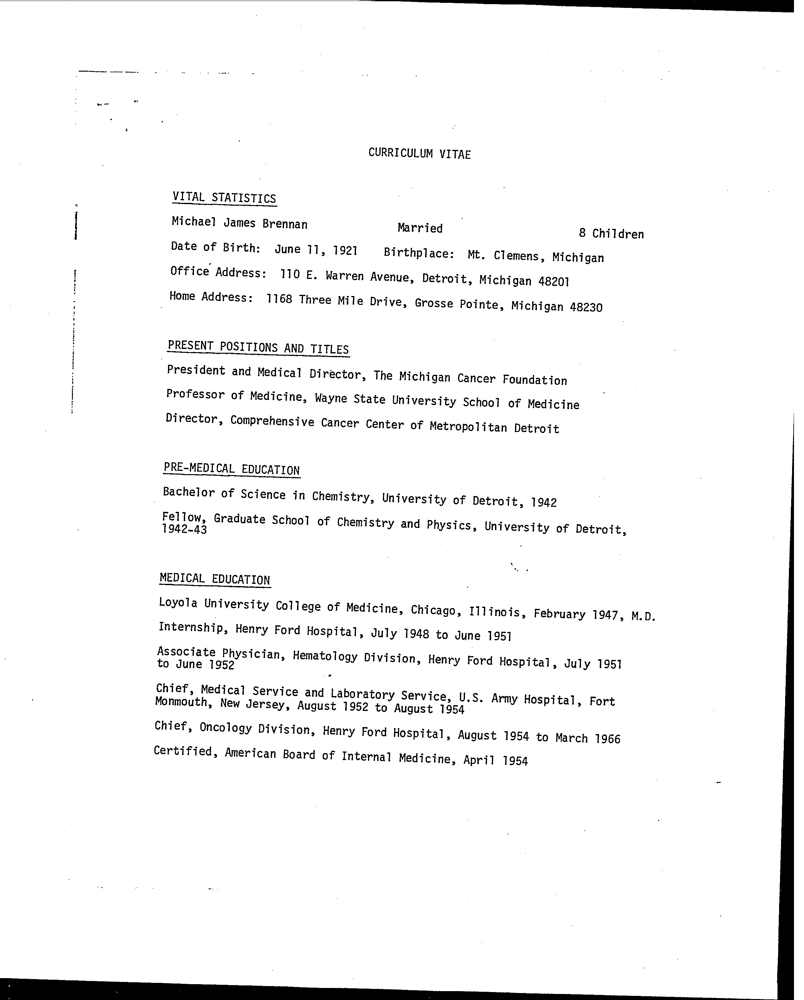 CURRICULUM VITAE
VITAL STATISTICS
Michael James Brennan Married 8 Children
Date of Birth: June 11, 1921 Birthplace: Mt. Clemens, Michigan
Office Address: 110 E. Warren Avenue, Detroit, Michigan 48201
Home Address: 1168 Three Mile Drive, Grosse Pointe, Michigan 48230
PRESENT POSITIONS AND TITLES
President and Medical Director, The Michigan Cancer Foundation
Professor of Medicine, Wayne State University School of Medicine
Director, Comprehensive Cancer Center of Metropolitan Detroit
PRE-MEDICAL EDUCATION
Bachelor of Science in Chemistry, University of Detroit, 1942
Fellow, Graduate School of Chemistry and Physics, University of Detroit,
1942-43
MEDICAL EDUCATION
Loyola University College of Medicine, Chicago, Illinois, February 1947, M.D.
Internship, Henry Ford Hospital, July 1948 to June 1951
Associate Physician, Hematology Division, Henry Ford Hospital, July 1951
to June 1952
Chief, Medical Service and Laboratory Service, U.S. Army Hospital, Fort
Monmouth, New Jersey, August 1952 to August 1954
Chief, Oncology Division, Henry Ford Hospital, August 1954 to March 1966
Certified, American Board of Internal Medicine, April 1954